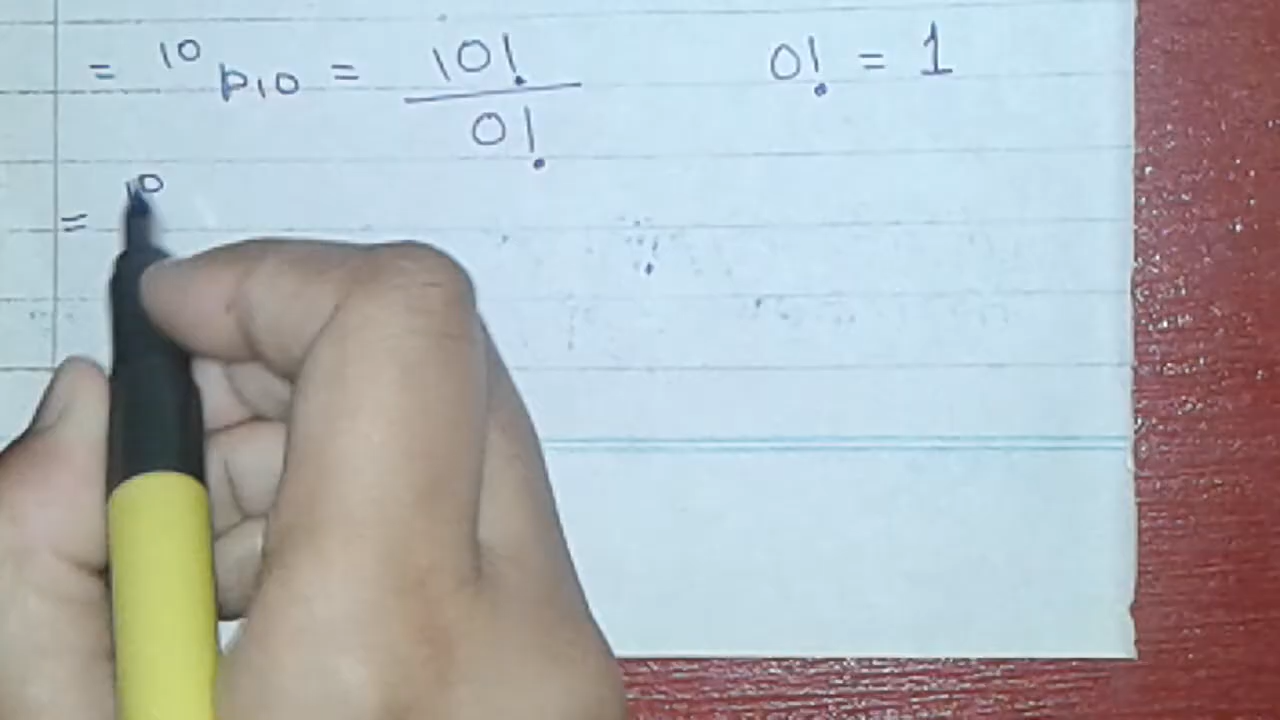 = ¹⁰P₁₀ = 10! / 0! 0! = 1
= 10